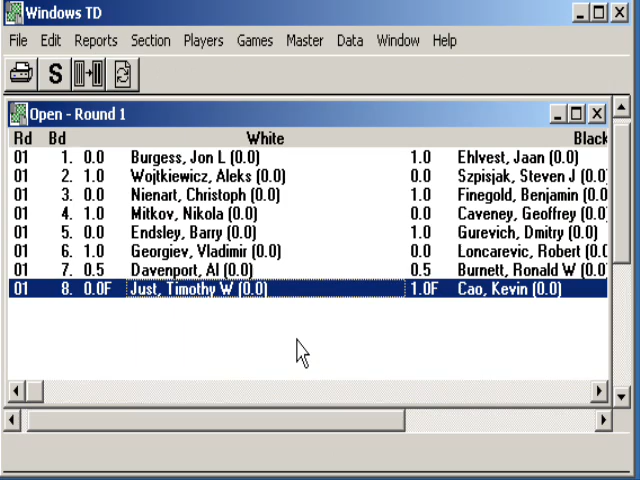 Windows TD
File Edit Reports Section Players Games Master Data Window Help
S
Open - Round 1
Rd Bd White Black
01 1. 0.0 Burgess, Jon L (0.0) 1.0 Ehlvest, Jaan (0.0)
01 2. 1.0 Wojtkiewicz, Aleks (0.0) 0.0 Szpisjak, Steven J (0.0)
01 3. 0.0 Nienart, Christoph (0.0) 1.0 Finegold, Benjamin (0.0)
01 4. 1.0 Mitkov, Nikola (0.0) 0.0 Caveney, Geoffrey (0.0)
01 5. 0.0 Endsley, Barry (0.0) 1.0 Gurevich, Dmitry (0.0)
01 6. 1.0 Georgiev, Vladimir (0.0) 0.0 Loncarevic, Robert (0.0
01 7. 0.5 Davenport, Al (0.0) 0.5 Burnett, Ronald W (0.0)
01 8. 0.0F Just, Timothy W (0.0) 1.0F Cao, Kevin (0.0)